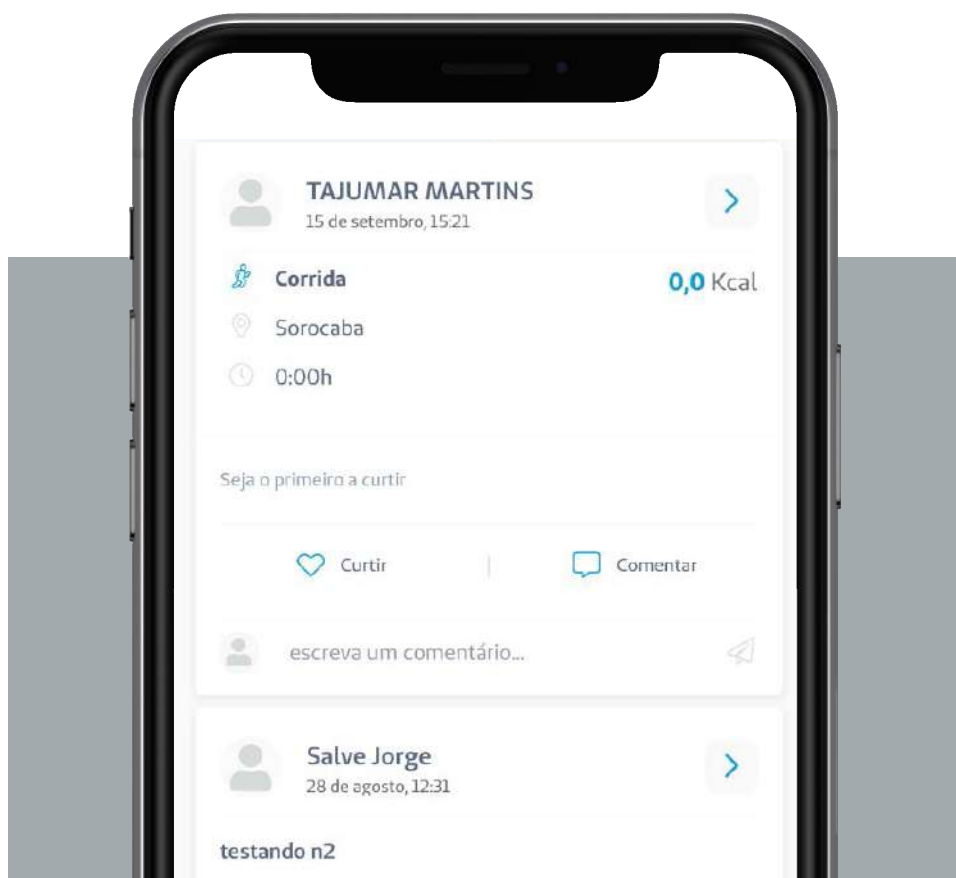 TAJUMAR MARTINS
15 de setembro, 15:21
Corrida
0,0 Kcal
Sorocaba
0:00h
Seja o primeiro a curtir
Curtir
Comentar
escreva um comentário...
Salve Jorge
28 de agosto, 12:31
testando n2